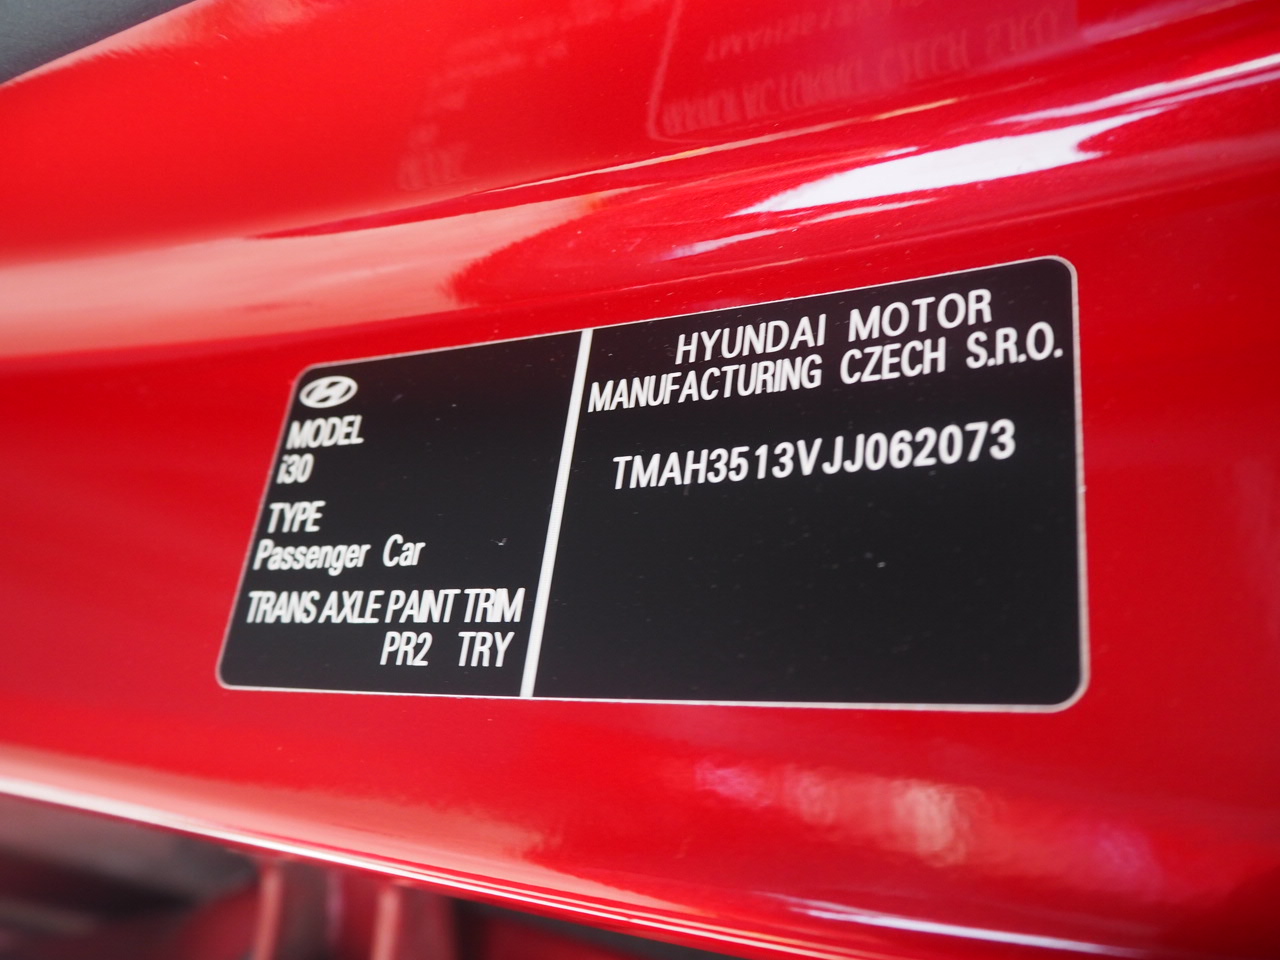 MODEL
i30
TYPE
Passenger Car
TRANS AXLE PAINT TRIM
PR2 TRY
HYUNDAI MOTOR
MANUFACTURING CZECH S.R.O.
TMAH3513VJJ062073